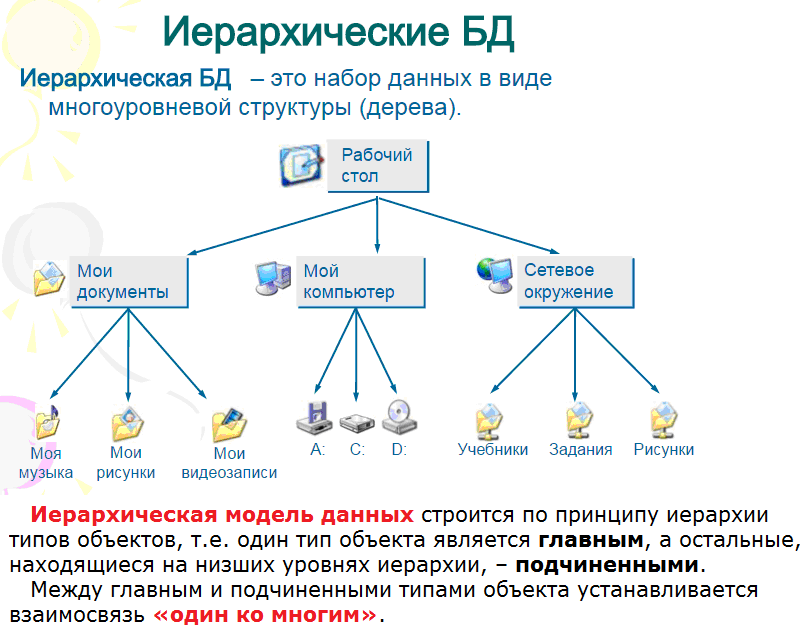 Иерархические БД
Иерархическая БД – это набор данных в виде
многоуровневой структуры (дерева).
Рабочий
стол
Мои
документы
Мой
компьютер
Сетевое
окружение
Моя
музыка
Мои
рисунки
Мои
видеозаписи
A:
C:
D:
Учебники
Задания
Рисунки
Иерархическая модель данных строится по принципу иерархии
типов объектов, т.е. один тип объекта является главным, а остальные,
находящиеся на низших уровнях иерархии, – подчиненными.
Между главным и подчиненными типами объекта устанавливается
взаимосвязь «один ко многим».